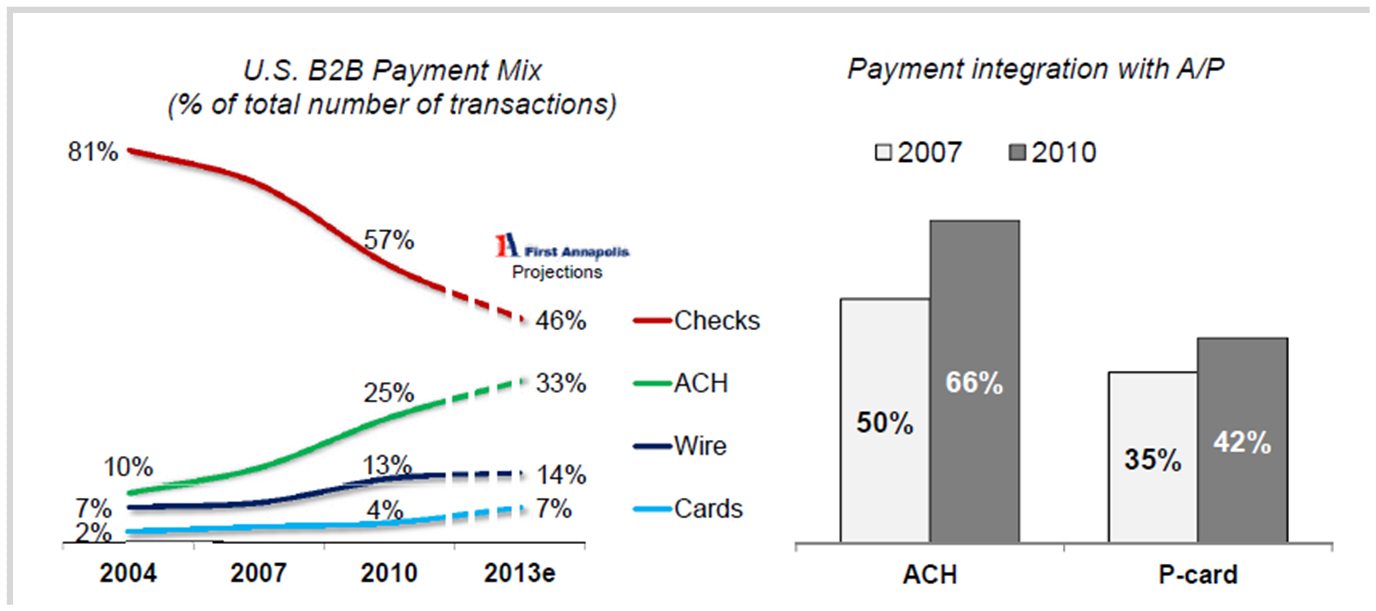 U.S. B2B Payment Mix
(% of total number of transactions)
81%
57%
1A First Annapolis
Projections
46%
33%
25%
10%
13%
14%
7%
4%
7%
2%
2004 2007 2010 2013e
Checks
ACH
Wire
Cards
Payment integration with A/P
2007 2010
50%
66%
35%
42%
ACH P-card